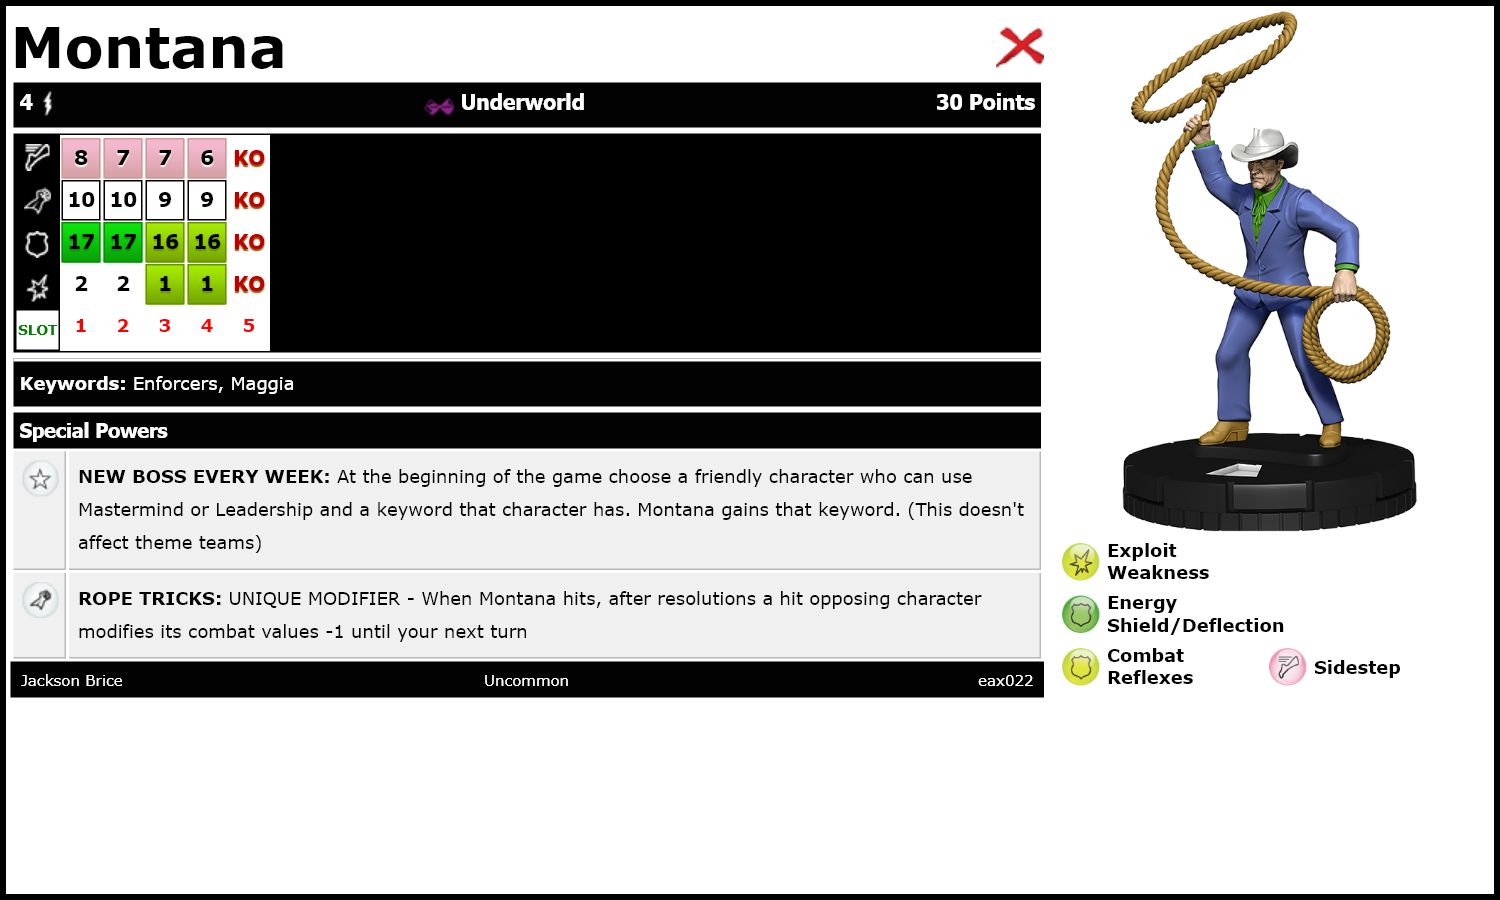 Montana
4 Underworld 30 Points
8 7 7 6 KO
10 10 9 9 KO
17 17 16 16 KO
2 2 1 1 KO
SLOT 1 2 3 4 5
Keywords: Enforcers, Maggia
Special Powers
NEW BOSS EVERY WEEK: At the beginning of the game choose a friendly character who can use
Mastermind or Leadership and a keyword that character has. Montana gains that keyword. (This doesn't
affect theme teams)
ROPE TRICKS: UNIQUE MODIFIER - When Montana hits, after resolutions a hit opposing character
modifies its combat values -1 until your next turn
Jackson Brice Uncommon eax022
Exploit
Weakness
Energy
Shield/Deflection
Combat
Reflexes
Sidestep